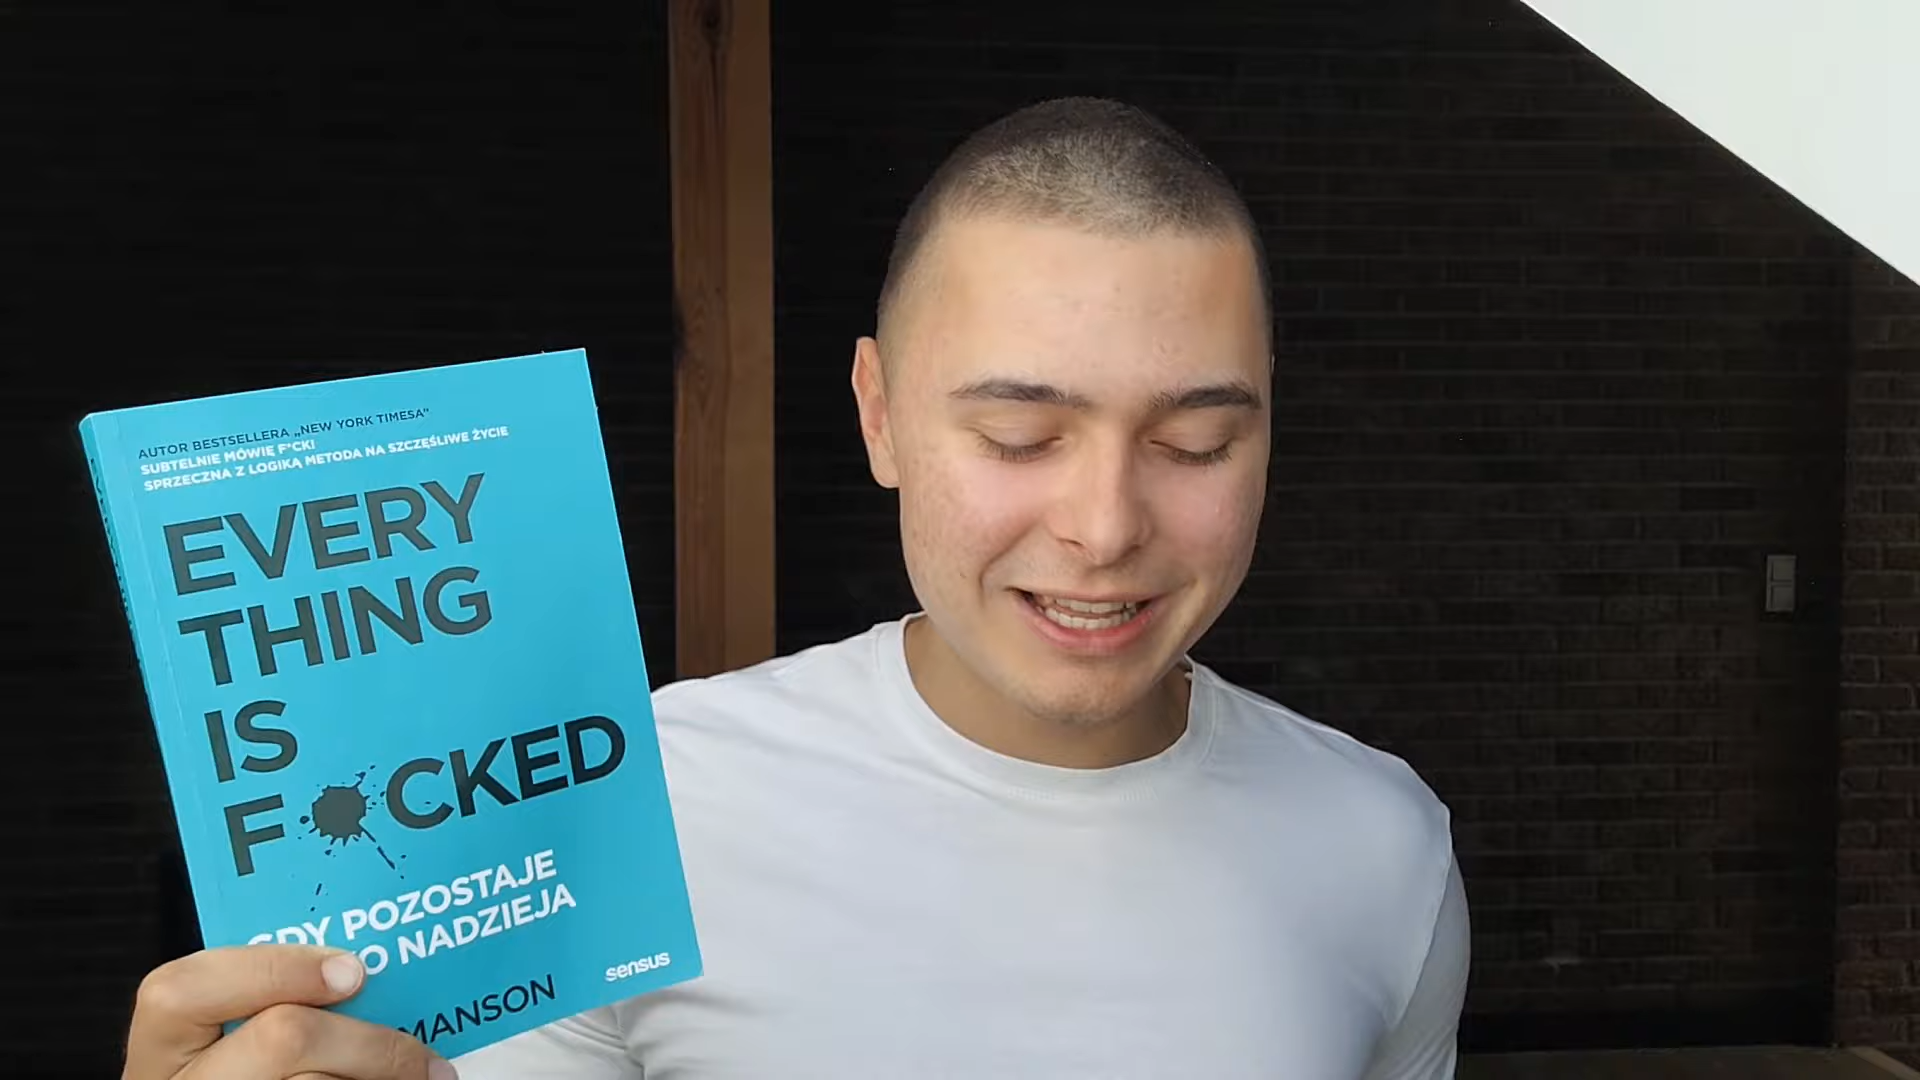 AUTOR BESTSELLERA „NEW YORK TIMESA”
SUBTELNIE MÓWIĘ F*CK!
SPRZECZNA Z LOGIKĄ METODA NA SZCZĘŚLIWE ŻYCIE
EVERY
THING
IS
F CKED
GDY POZOSTAJE
NADZIEJA
MANSON
sensus